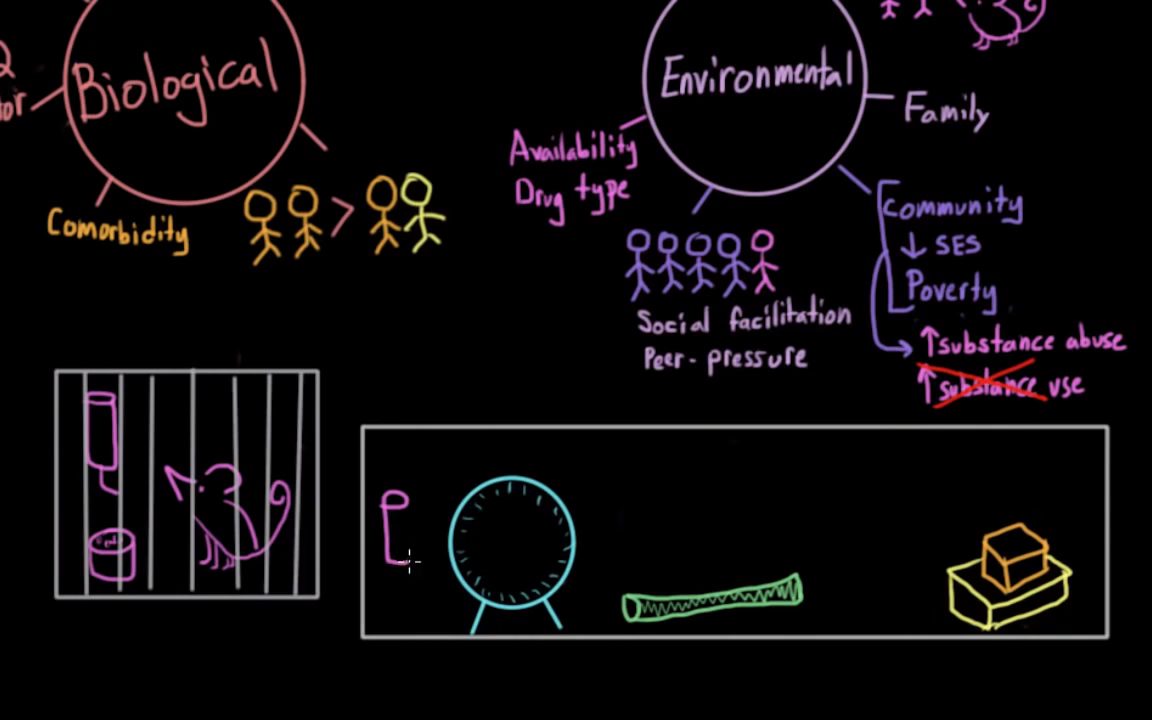 Biological
Comorbidity
Environmental
Availability
Drug type
Family
Community
↓ SES
Poverty
↑substance abuse
↑substance use
Social facilitation
Peer-pressure